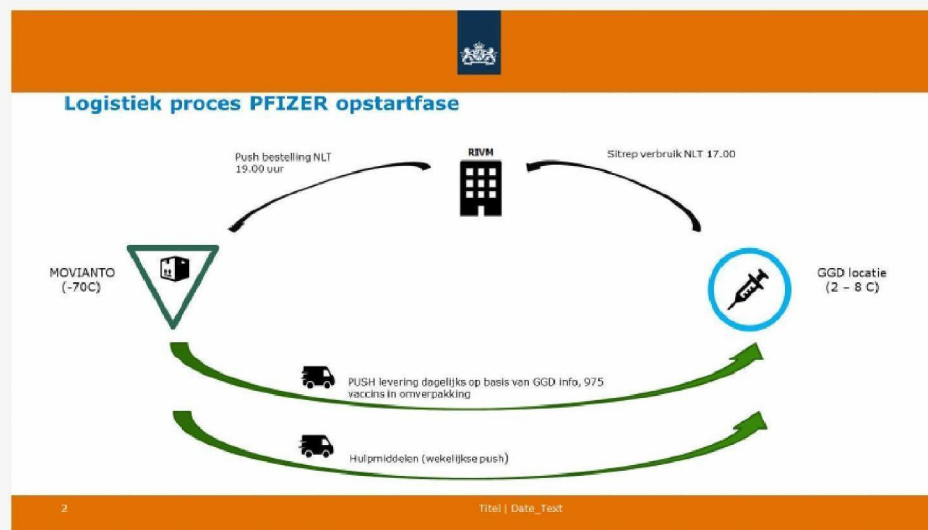 Logistiek proces PFIZER opstartfase
Push bestelling NLT
19.00 uur
RIVM
Sitrep verbruik NLT 17.00
MOVIANTO
(-70C)
GGD locatie
(2 – 8 C)
PUSH levering dagelijks op basis van GGD info, 975
vaccins in omverpakking
Hulpmiddelen (wekelijkse push)
2
Titel | Date_Text